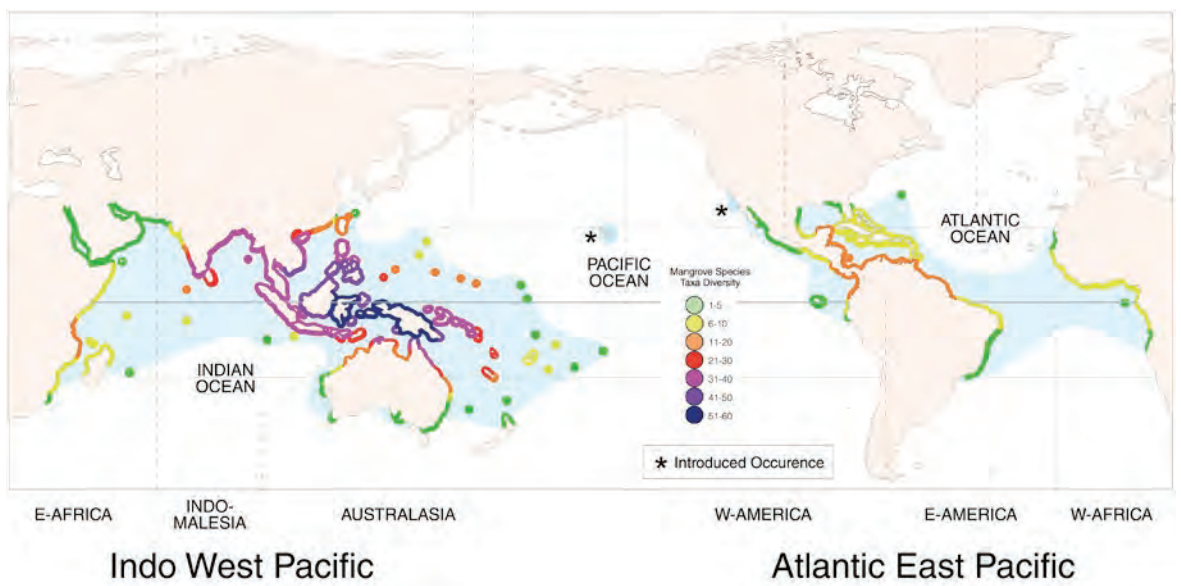 ATLANTIC
OCEAN
*
*
PACIFIC
OCEAN
INDIAN
OCEAN
Mangrove Species
Taxa Diversity
1-5
6-10
11-20
21-30
31-40
41-50
51-60
* Introduced Occurence
E-AFRICA
INDO-
MALESIA
AUSTRALASIA
W-AMERICA
E-AMERICA
W-AFRICA
Indo West Pacific
Atlantic East Pacific